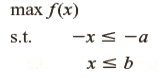 max f(x)
s.t. −x ≤ −a
x ≤ b